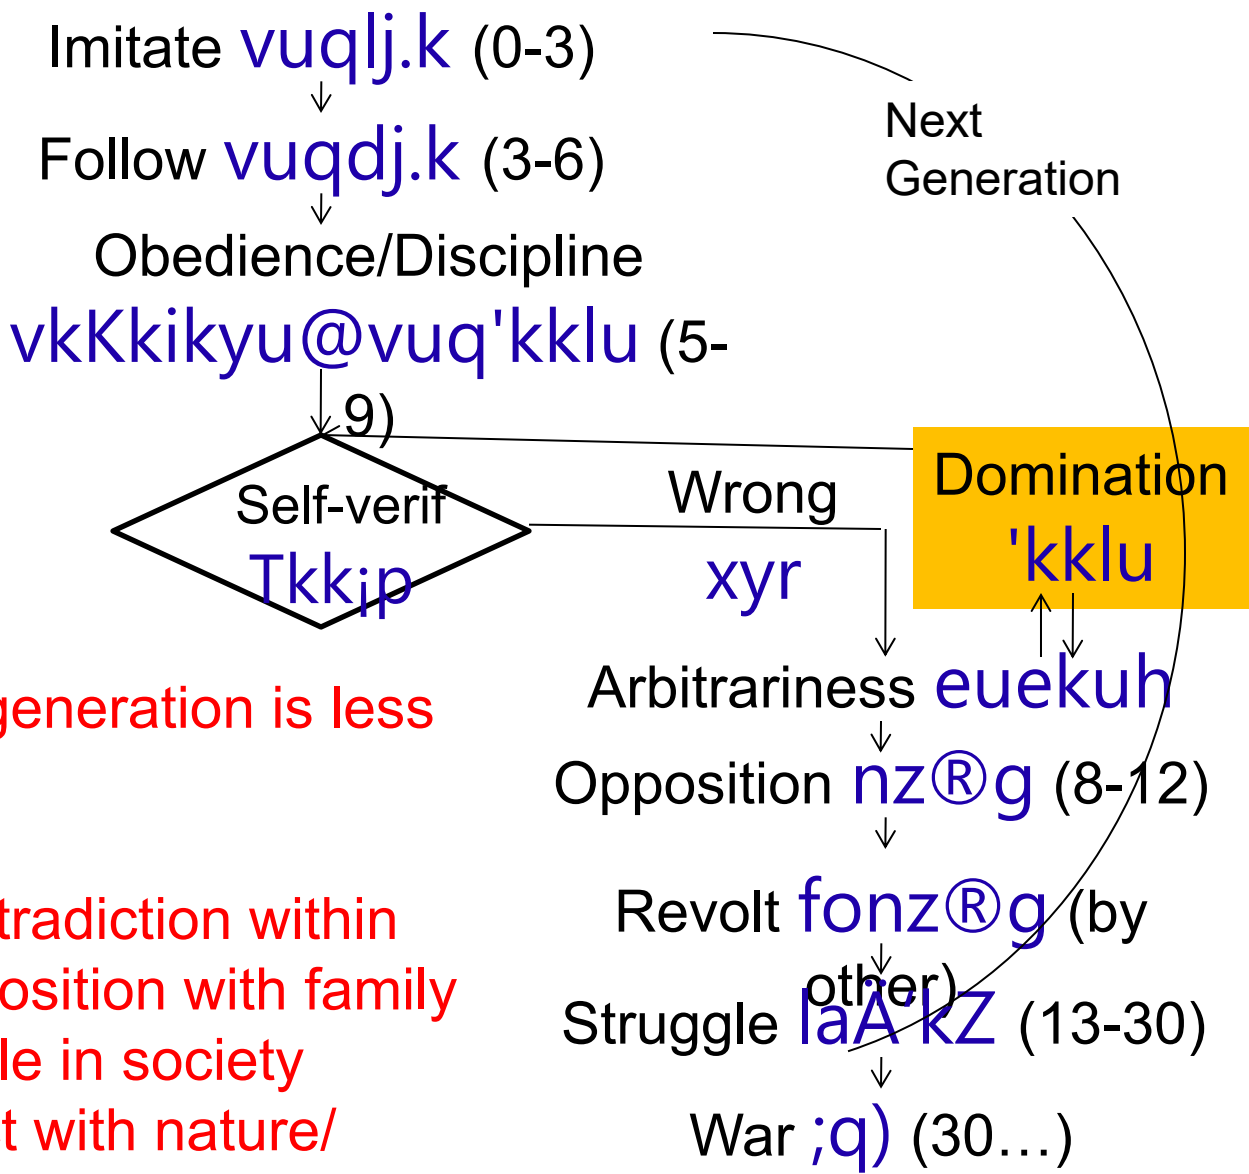 Imitate vuqlj.k (0-3)
Next
Generation
Follow vuqdj.k (3-6)
Obedience/Discipline
vkKkikyu@vuq'kklu (5-
9)
Self-verif
Tkk¡p
Wrong
xyr
Domination
'kklu
Arbitrariness euekuh
Opposition nz®g (8-12)
Revolt fonz®g (by
other)
Struggle laÄ"kZ (13-30)
War ;q) (30…)
generation is less
tradiction within
osition with family
le in society
t with nature/